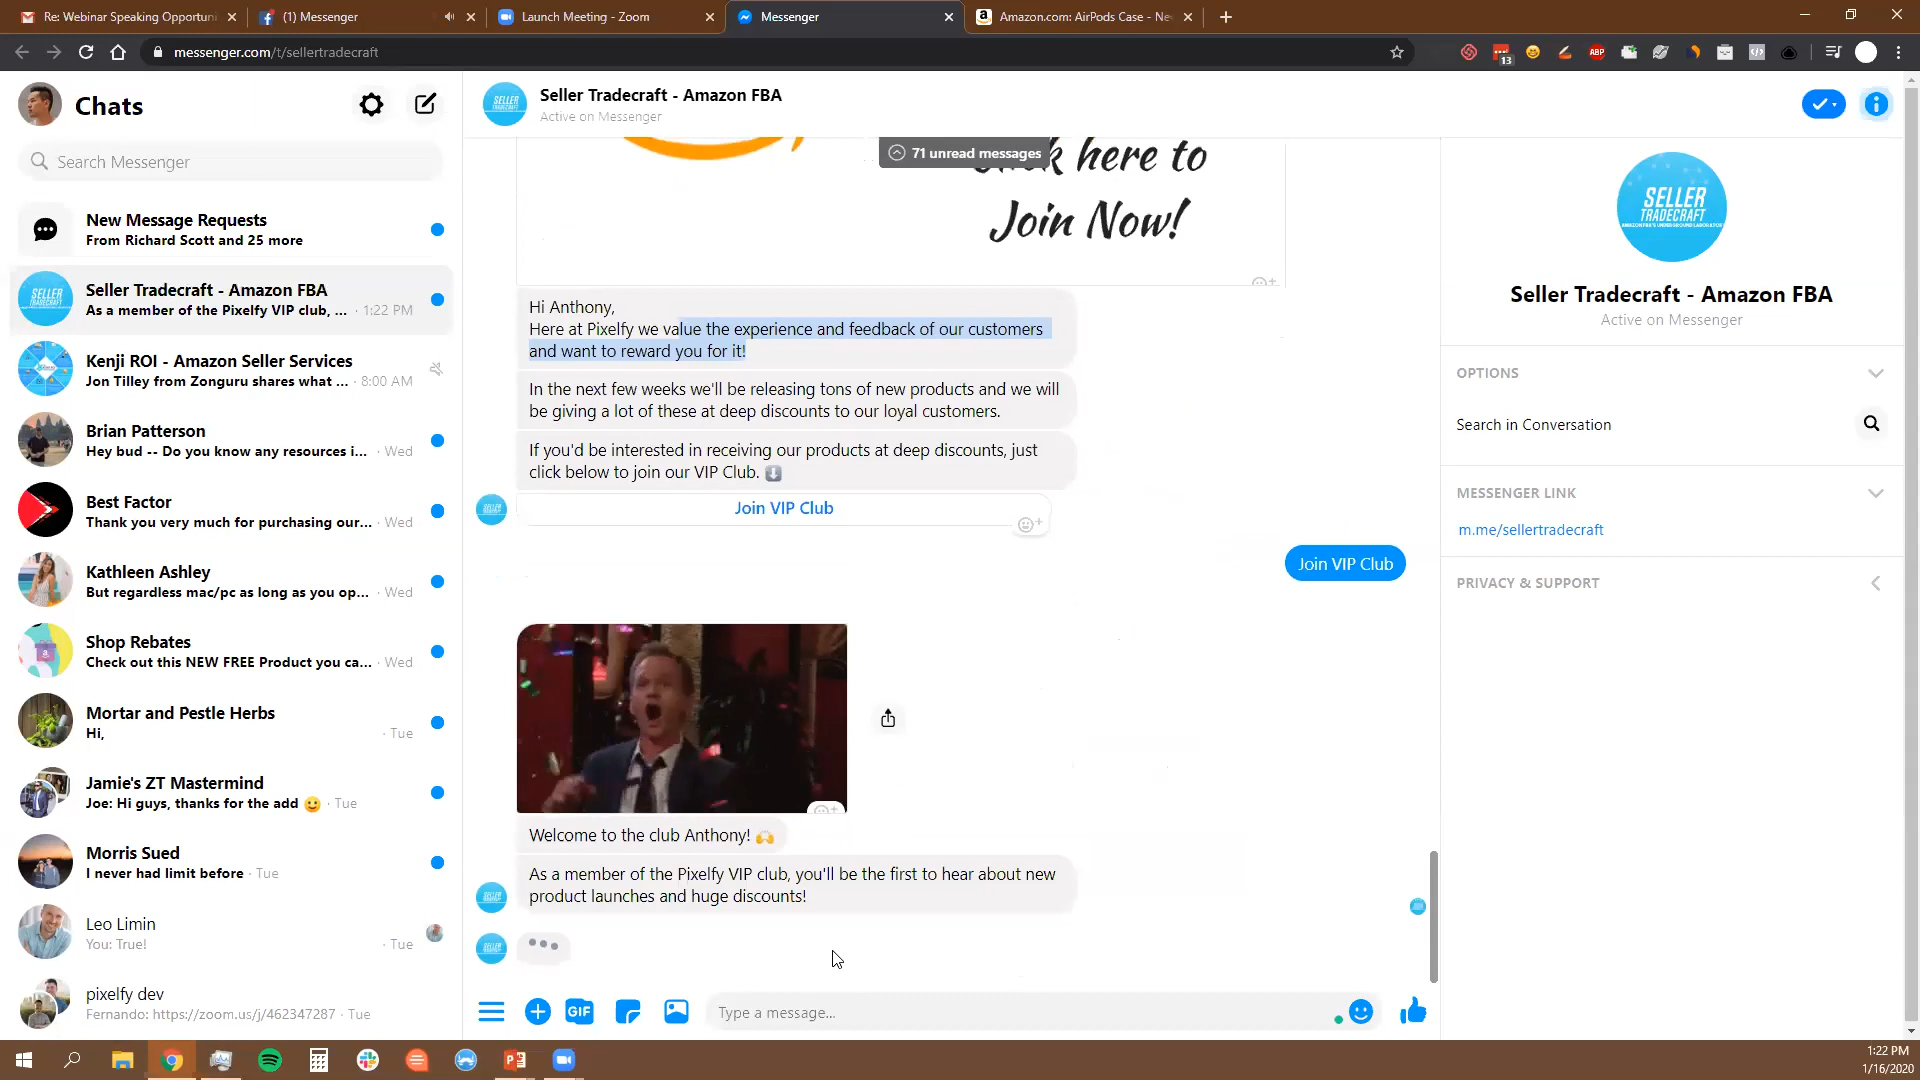 Re: Webinar Speaking Opportuni
(1) Messenger
Launch Meeting - Zoom
Messenger
Amazon.com: AirPods Case - Ne
messenger.com/t/sellertradecraft
ABP
13
Chats
Search Messenger
New Message Requests
From Richard Scott and 25 more
Seller Tradecraft - Amazon FBA
As a member of the Pixelfy VIP club, ... · 1:22 PM
Kenji ROI - Amazon Seller Services
Jon Tilley from Zonguru shares what ... · 8:00 AM
Brian Patterson
Hey bud -- Do you know any resources i... · Wed
Best Factor
Thank you very much for purchasing our... · Wed
Kathleen Ashley
But regardless mac/pc as long as you op... · Wed
Shop Rebates
Check out this NEW FREE Product you ca... · Wed
Mortar and Pestle Herbs
Hi, · Tue
Jamie's ZT Mastermind
Joe: Hi guys, thanks for the add 🙂 · Tue
Morris Sued
I never had limit before · Tue
Leo Limin
You: True! · Tue
pixelfy dev
Fernando: https://zoom.us/j/462347287 · Tue
SELLER
TRADECRAFT
Seller Tradecraft - Amazon FBA
Active on Messenger
71 unread messages
here to
Join Now!
Hi Anthony,
Here at Pixelfy we value the experience and feedback of our customers
and want to reward you for it!
In the next few weeks we'll be releasing tons of new products and we will
be giving a lot of these at deep discounts to our loyal customers.
If you'd be interested in receiving our products at deep discounts, just
click below to join our VIP Club. ⬇️
Join VIP Club
Join VIP Club
Welcome to the club Anthony! 🙌
As a member of the Pixelfy VIP club, you'll be the first to hear about new
product launches and huge discounts!
GIF
Type a message...
SELLER
TRADECRAFT
AMAZON FBA'S UNDERGROUND LABORATORY
Seller Tradecraft - Amazon FBA
Active on Messenger
OPTIONS
Search in Conversation
MESSENGER LINK
m.me/sellertradecraft
PRIVACY & SUPPORT
1:22 PM
1/16/2020